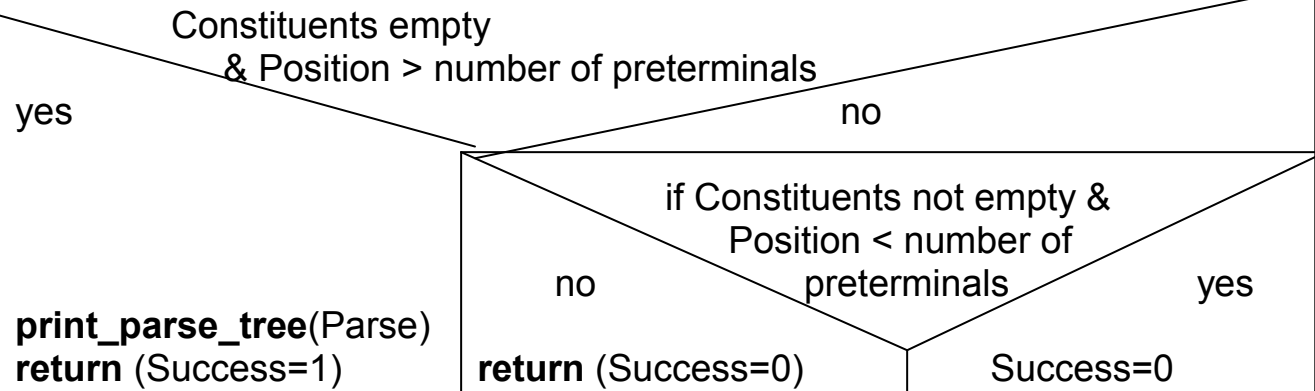 Constituents empty
& Position > number of preterminals
yes
no
if Constituents not empty &
Position < number of
preterminals
no
yes
print_parse_tree(Parse)
return (Success=1)
return (Success=0)
Success=0